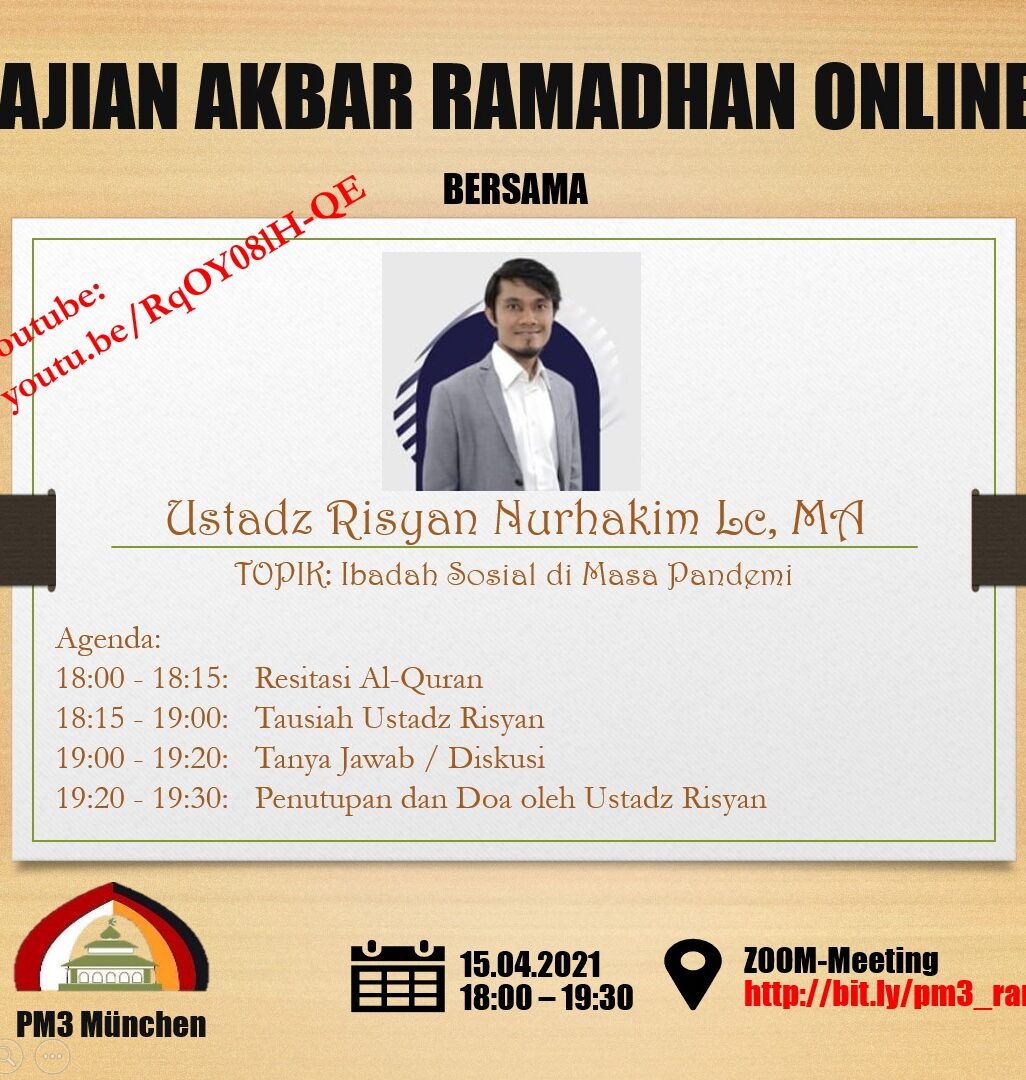 AJIAN AKBAR RAMADHAN ONLINE
BERSAMA
outube:
youtu.be/RqOY08lH-QE
Ustadz Risyan Nurhakim Lc, MA
TOPIK: Ibadah Sosial di Masa Pandemi
Agenda:
18:00 - 18:15: Resitasi Al-Quran
18:15 - 19:00: Tausiah Ustadz Risyan
19:00 - 19:20: Tanya Jawab / Diskusi
19:20 - 19:30: Penutupan dan Doa oleh Ustadz Risyan
PM3 München
15.04.2021
18:00 – 19:30
ZOOM-Meeting
http://bit.ly/pm3_ra